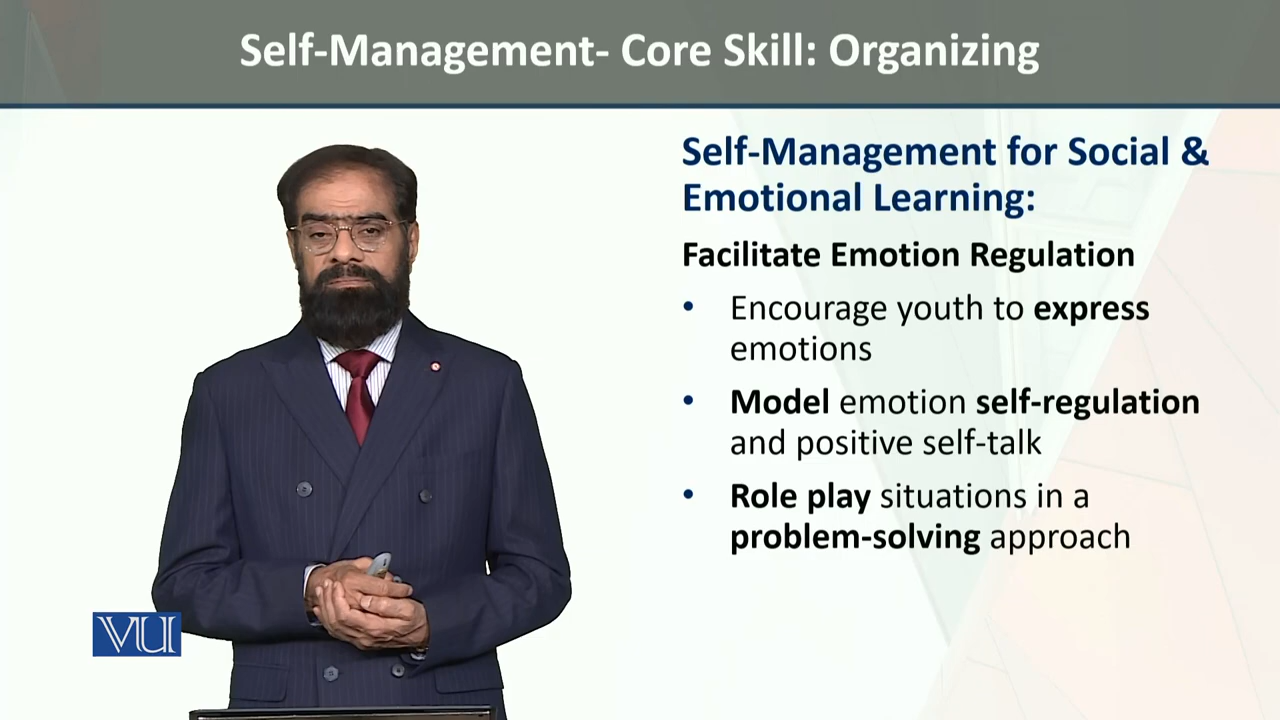 Self-Management- Core Skill: Organizing
Self-Management for Social &
Emotional Learning:
Facilitate Emotion Regulation
• Encourage youth to express
emotions
• Model emotion self-regulation
and positive self-talk
• Role play situations in a
problem-solving approach
VU